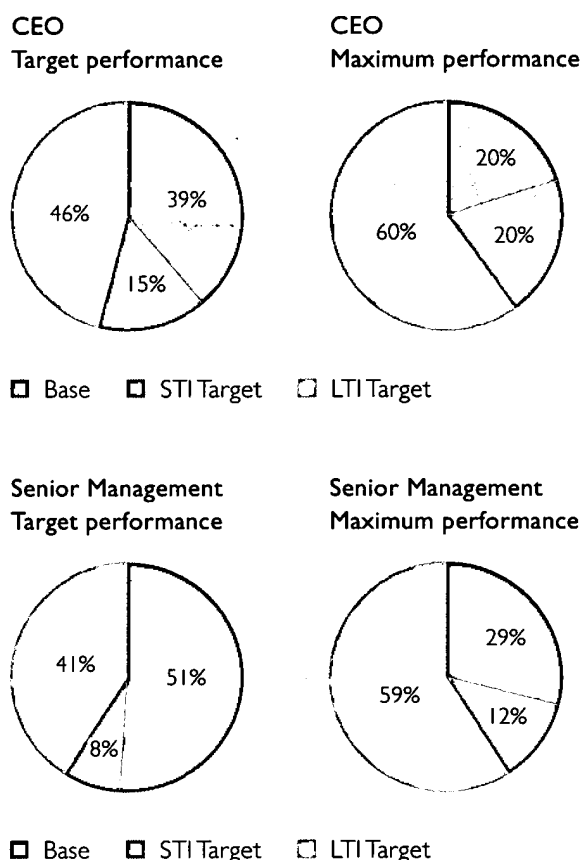 CEO
Target performance
46%
39%
15%
CEO
Maximum performance
20%
60%
20%
Base STI Target LTI Target
Senior Management
Target performance
41%
51%
8%
Senior Management
Maximum performance
29%
59%
12%
Base STI Target LTI Target